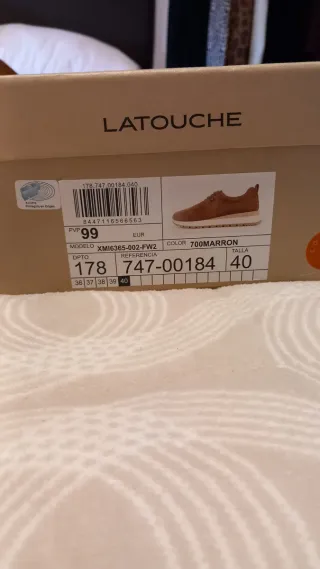 LATOUCHE
178.747.00184.040
8447116566563
PVP 99 EUR
MODELO XMI6365-002-FW2 COLOR 700MARRON
DPTO REFERENCIA TALLA
178 747-00184 40
36 37 38 39 40